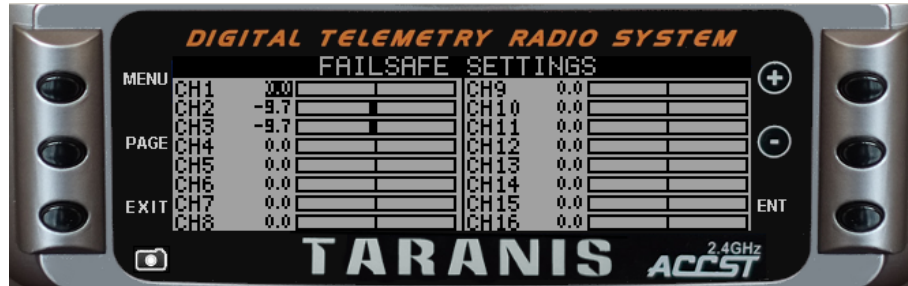 DIGITAL TELEMETRY RADIO SYSTEM
FAILSAFE SETTINGS
MENU
PAGE
EXIT
CH1 0.0
CH2 -9.7
CH3 -9.7
CH4 0.0
CH5 0.0
CH6 0.0
CH7 0.0
CH8 0.0
CH9 0.0
CH10 0.0
CH11 0.0
CH12 0.0
CH13 0.0
CH14 0.0
CH15 0.0
CH16 0.0
+
-
ENT
TARANIS
2.4GHz
ACCST